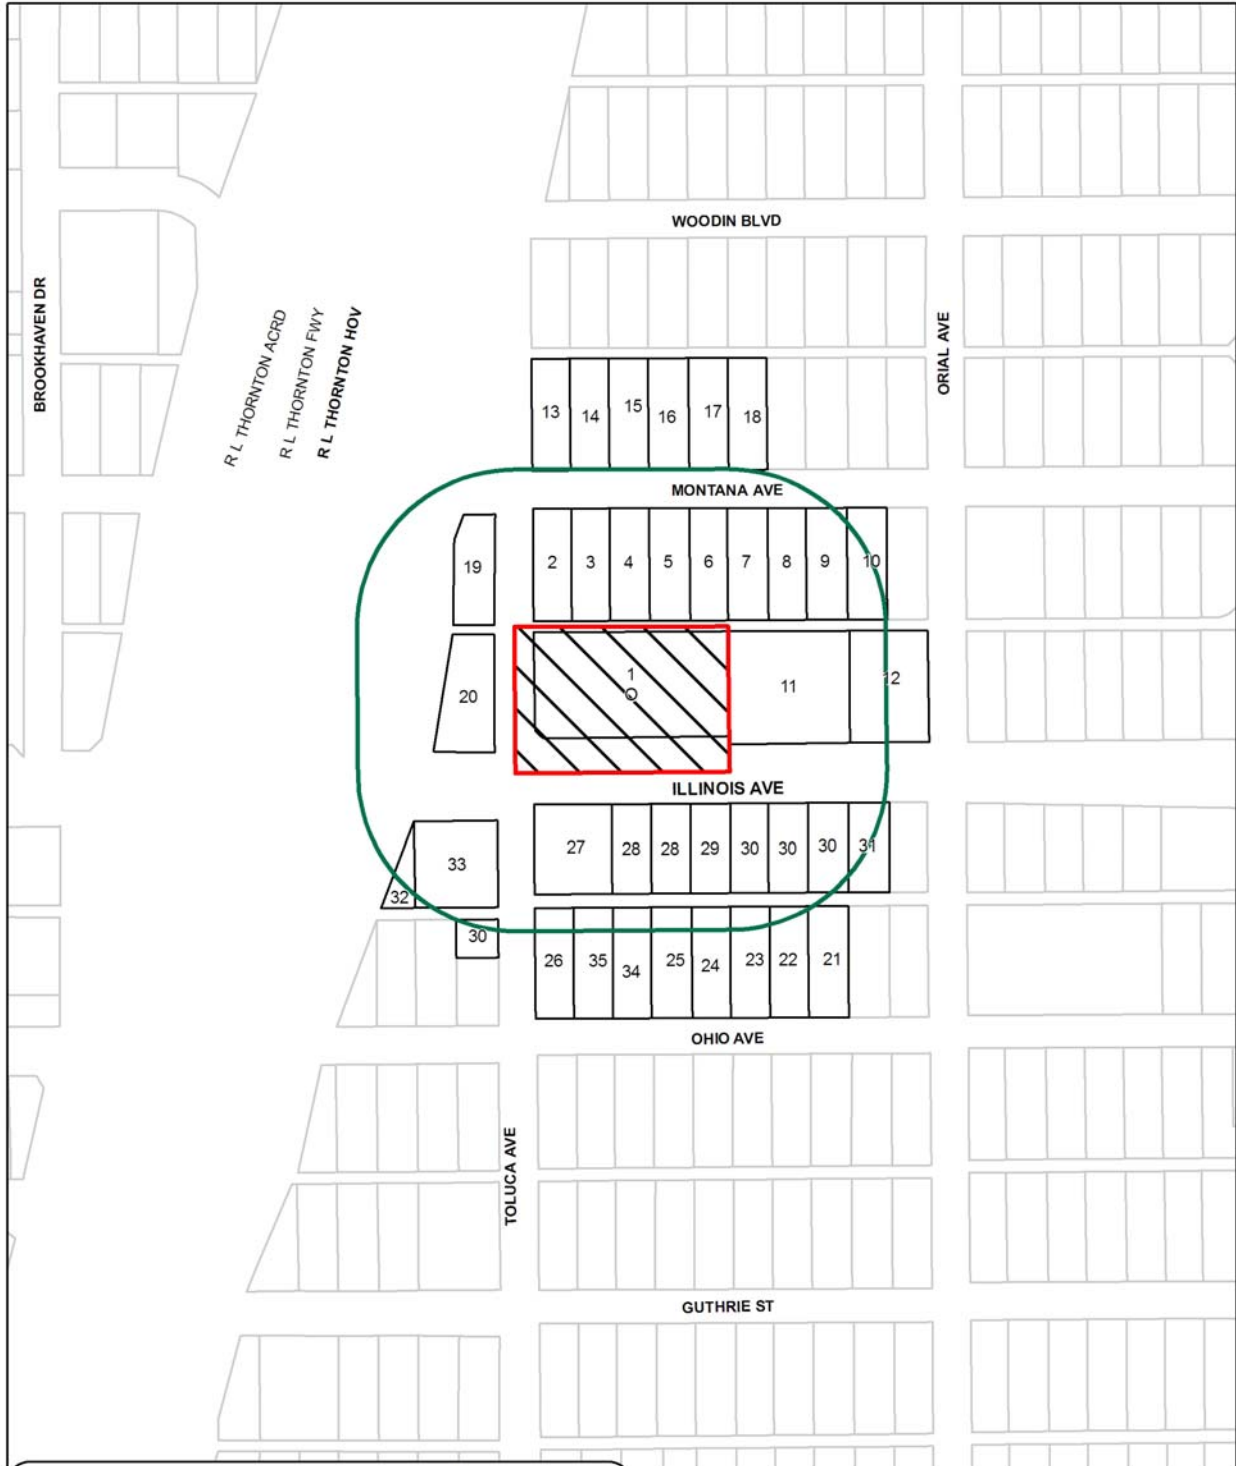 WOODIN BLVD
BROOKHAVEN DR
R L THORNTON ACRD
R L THORNTON FWY
R L THORNTON HOV
ORIAL AVE
13 14 15 16 17 18
MONTANA AVE
19 2 3 4 5 6 7 8 9 10
20 1 11 12
ILLINOIS AVE
33 27 28 28 29 30 30 30 31
32
30
26 35 34 25 24 23 22 21
OHIO AVE
TOLUCA AVE
GUTHRIE ST